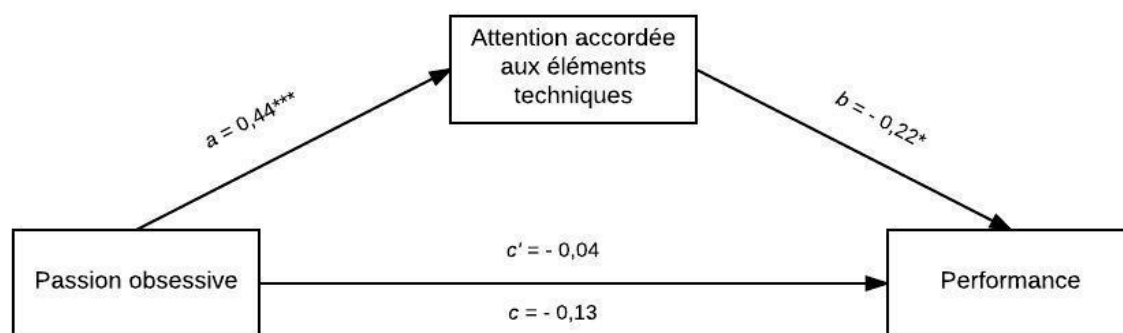 Attention accordée
aux éléments
techniques
a = 0,44***
b = - 0,22*
Passion obsessive
c' = - 0,04
c = - 0,13
Performance